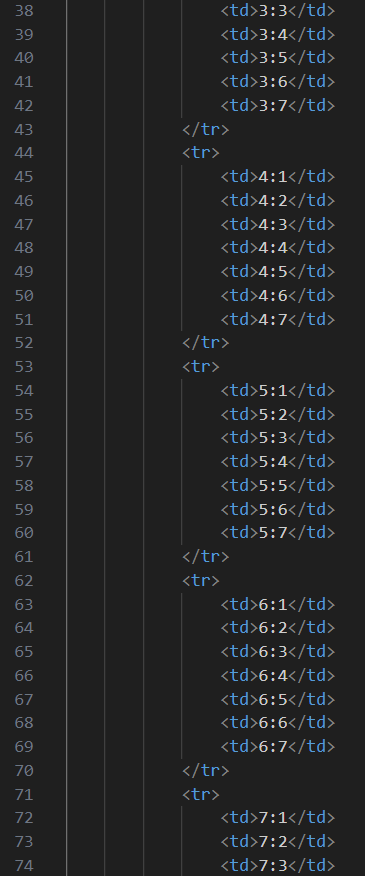 38 <td>3:3</td>
39 <td>3:4</td>
40 <td>3:5</td>
41 <td>3:6</td>
42 <td>3:7</td>
43 </tr>
44 <tr>
45 <td>4:1</td>
46 <td>4:2</td>
47 <td>4:3</td>
48 <td>4:4</td>
49 <td>4:5</td>
50 <td>4:6</td>
51 <td>4:7</td>
52 </tr>
53 <tr>
54 <td>5:1</td>
55 <td>5:2</td>
56 <td>5:3</td>
57 <td>5:4</td>
58 <td>5:5</td>
59 <td>5:6</td>
60 <td>5:7</td>
61 </tr>
62 <tr>
63 <td>6:1</td>
64 <td>6:2</td>
65 <td>6:3</td>
66 <td>6:4</td>
67 <td>6:5</td>
68 <td>6:6</td>
69 <td>6:7</td>
70 </tr>
71 <tr>
72 <td>7:1</td>
73 <td>7:2</td>
74 <td>7:3</td>